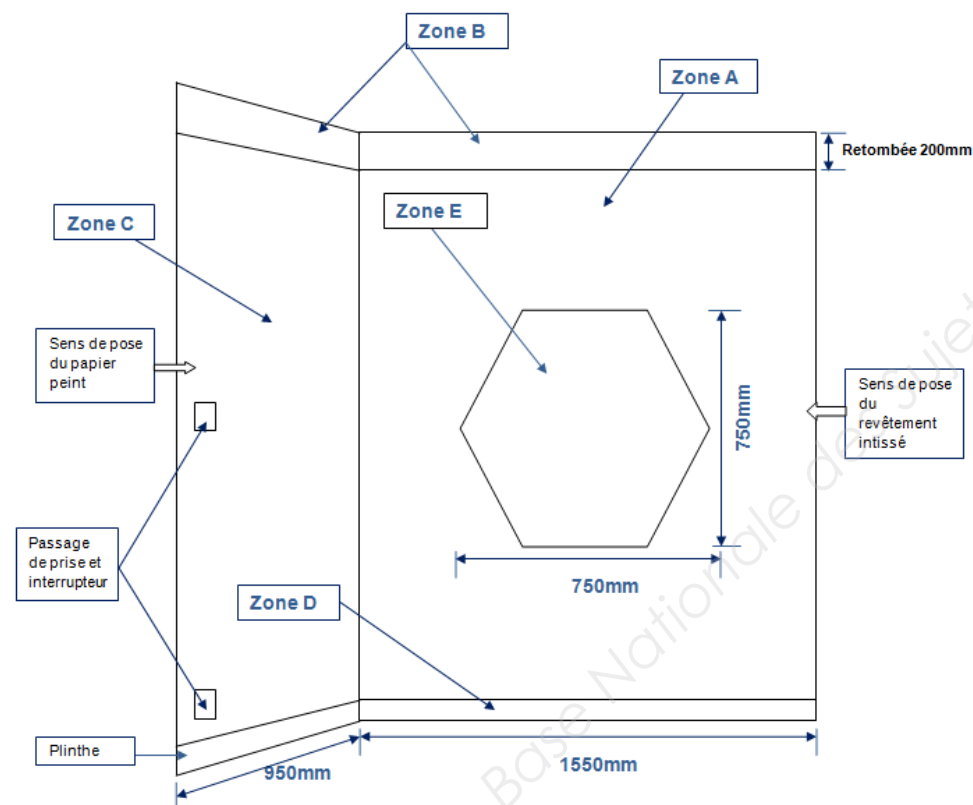 Zone B
Zone A
Retombée 200mm
Zone E
Zone C
Sens de pose
du papier
peint
Sens de pose
du
revêtement
intissé
750mm
Passage
de prise et
interrupteur
750mm
Zone D
Plinthe
950mm
1550mm
Base Nationale des Sujet